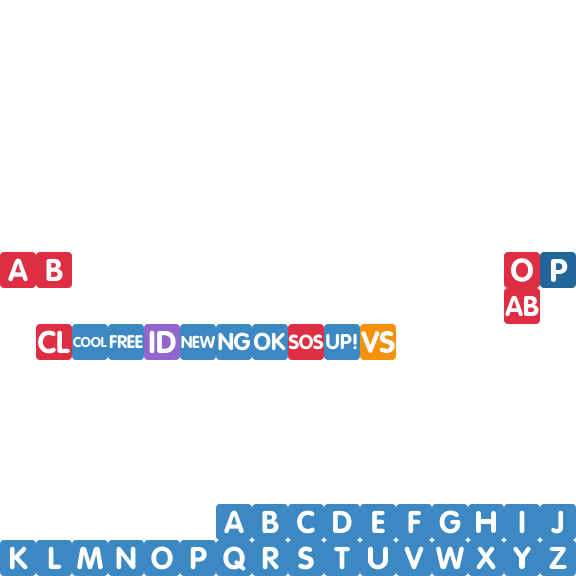 A B O P
AB
CL COOL FREE ID NEW NG OK SOS UP! VS
A B C D E F G H I J
K L M N O P Q R S T U V W X Y Z